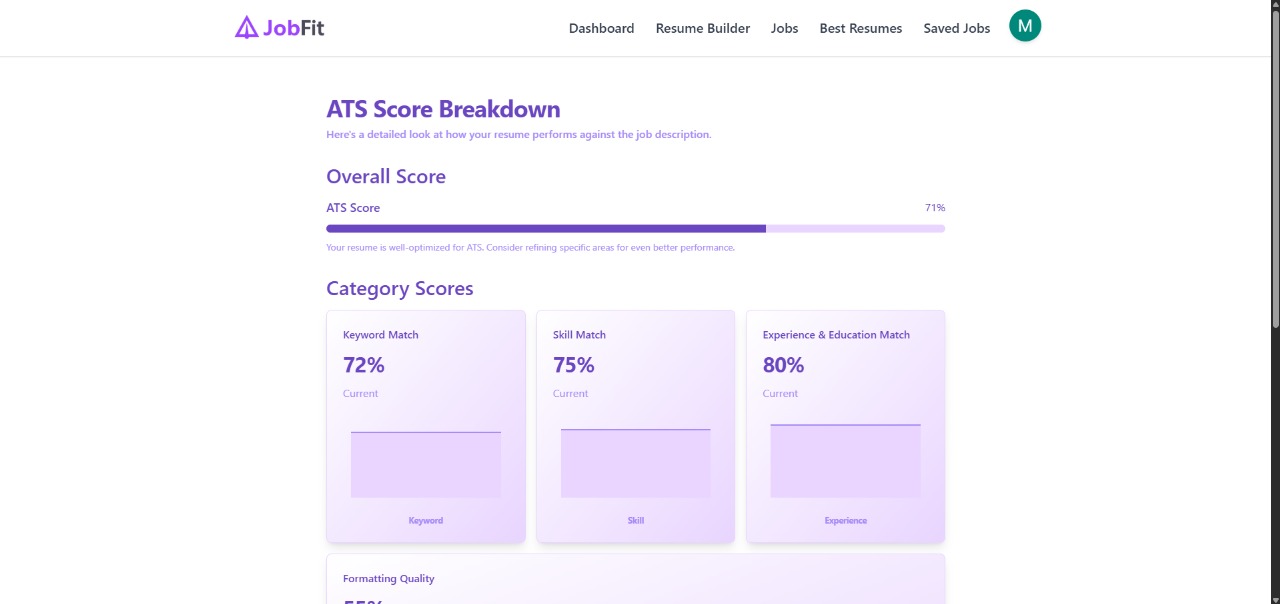 JobFit
Dashboard Resume Builder Jobs Best Resumes Saved Jobs M
ATS Score Breakdown
Here's a detailed look at how your resume performs against the job description.
Overall Score
ATS Score 71%
Your resume is well-optimized for ATS. Consider refining specific areas for even better performance.
Category Scores
Keyword Match
72%
Current
Keyword
Skill Match
75%
Current
Skill
Experience & Education Match
80%
Current
Experience
Formatting Quality